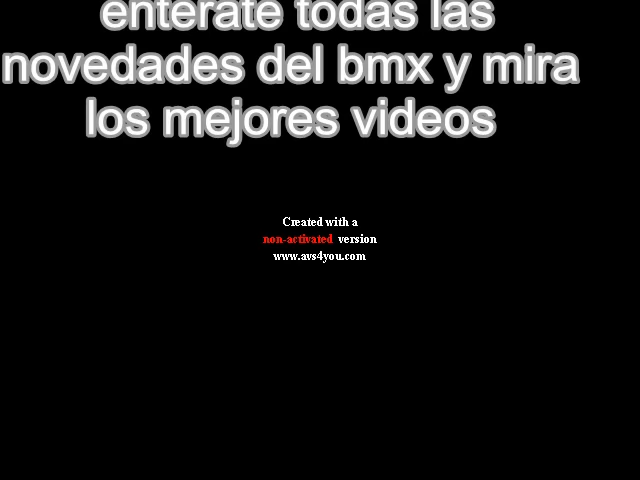 enterate todas las
novedades del bmx y mira
los mejores videos
Created with a
non-activated version
www.avs4you.com